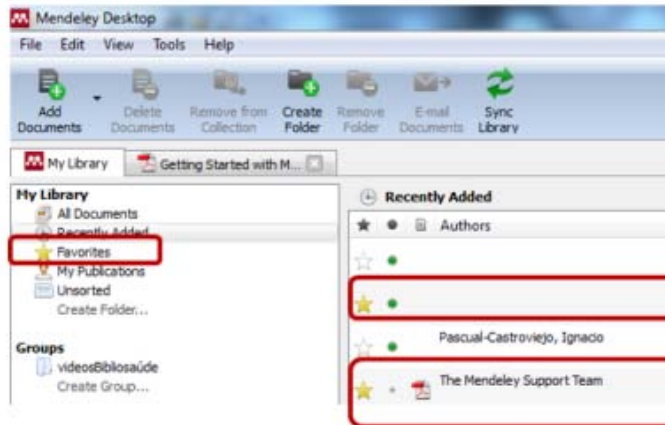 Mendeley Desktop
File Edit View Tools Help
Add Documents
Delete Documents
Remove from Collection
Create Folder
Remove Folder
E-mail Documents
Sync Library
My Library
Getting Started with M...
My Library
All Documents
Recently Added
Favorites
My Publications
Unsorted
Create Folder...
Groups
videosBibliosaúde
Create Group...
Recently Added
Authors
Pascual-Castroviejo, Ignacio
The Mendeley Support Team